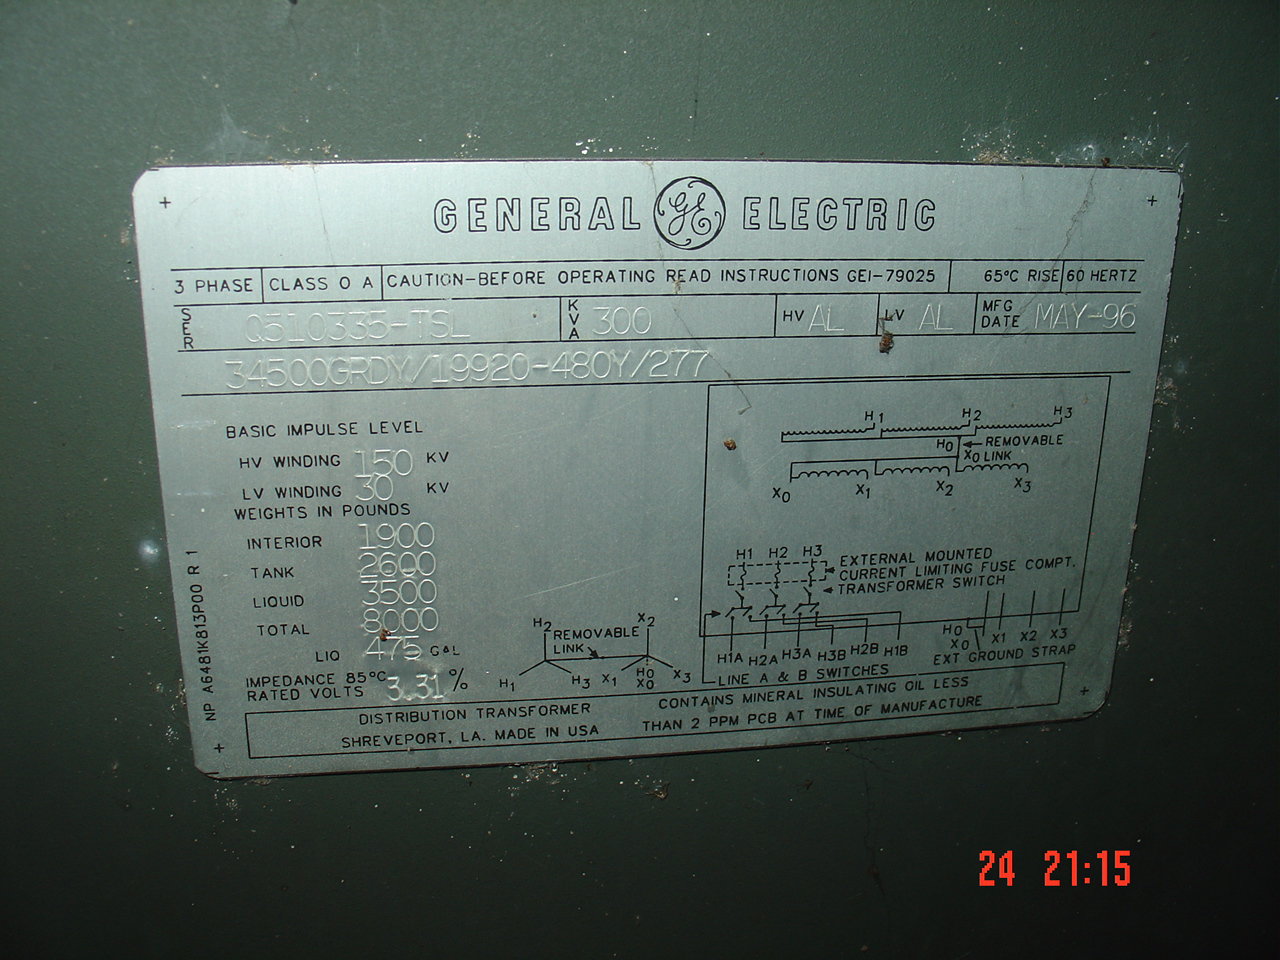 GENERAL GE ELECTRIC
3 PHASE CLASS O A CAUTION-BEFORE OPERATING READ INSTRUCTIONS GEI-79025 65°C RISE 60 HERTZ
SER Q510335-TSL KVA 300 HV AL LV AL MFG DATE MAY-96
34500GRDY/19920-480Y/277
BASIC IMPULSE LEVEL
HV WINDING 150 KV
LV WINDING 30 KV
WEIGHTS IN POUNDS
INTERIOR 1900
TANK 2600
LIQUID 3500
TOTAL 8000
LIQ 475 GAL
IMPEDANCE 85°C
RATED VOLTS 3.31 %
H2 X2
REMOVABLE
LINK
H1 H3 X1 H0 X0 X3
H1 H2 H3
H0 REMOVABLE
X0 LINK
X0 X1 X2 X3
H1 H2 H3
EXTERNAL MOUNTED
CURRENT LIMITING FUSE COMPT.
TRANSFORMER SWITCH
H1A H2A H3A H3B H2B H1B
H0 X0 X1 X2 X3
EXT GROUND STRAP
LINE A & B SWITCHES
DISTRIBUTION TRANSFORMER
SHREVEPORT, LA. MADE IN USA
CONTAINS MINERAL INSULATING OIL LESS
THAN 2 PPM PCB AT TIME OF MANUFACTURE
NP A6481K813P00 R 1
24 21:15